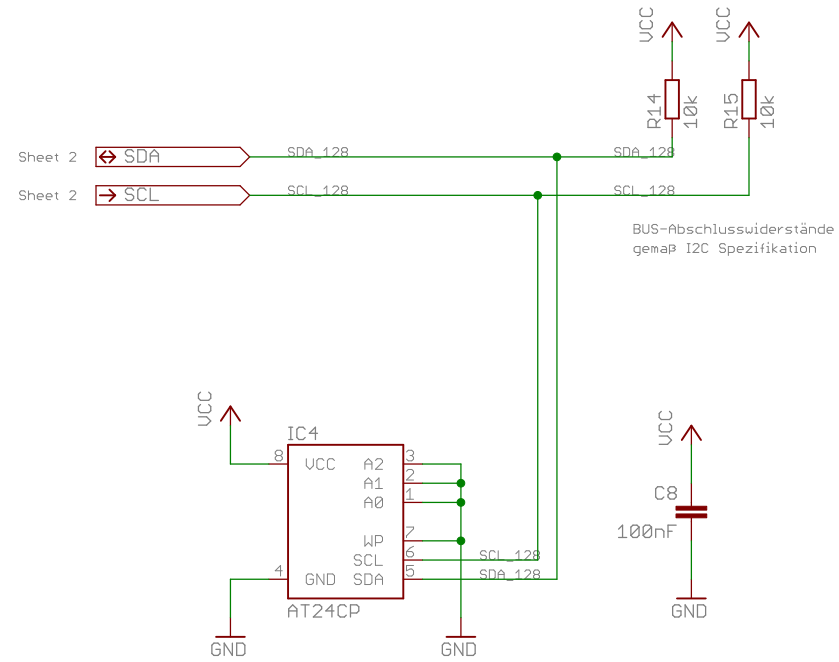 VCC VCC
R14 10k R15 10k
Sheet 2 SDA SDA_128 SDA_128
Sheet 2 SCL SCL_128 SCL_128
BUS-Abschlusswiderstände
gemaß I2C Spezifikation
VCC
VCC
IC4
8 VCC A2 3
A1 2
A0 1
C8
100nF
WP 7
SCL 6 SCL_128
4 GND SDA 5 SDA_128
AT24CP
GND
GND GND